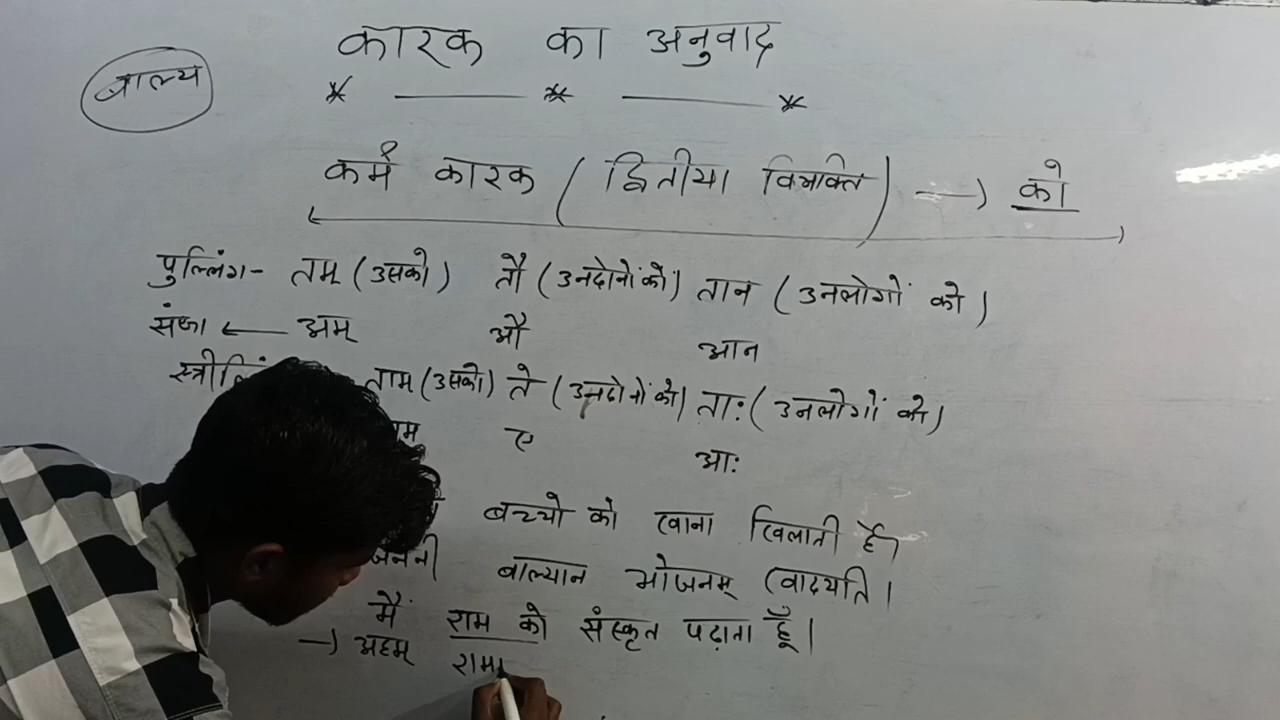 कारक का अनुवाद
बाल्य
* — * — *
कर्म कारक ( द्वितीया विभक्ति) → को
पुल्लिंग- तम् (उसको) तौ (उनदोनों को) तान (उनलोगों को)
संज्ञा ← अम् औ आन
स्त्रीलिं ताम (उसको) ते (उनदोनों को) ताः (उनलोगों को)
ाम ए आः
बच्चो को खाना खिलाती है।
जननी बाल्यान भोजनम् खादयति।
मैं राम को संस्कृत पढ़ाता हूँ।
→ अहम् राम